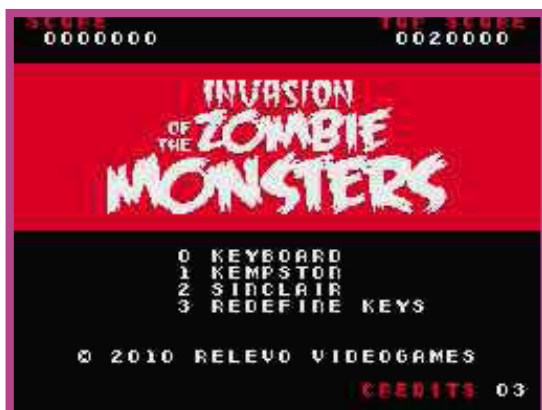 SCORE TOP SCORE
0000000 0020000
INVASION
OF THE ZOMBIE
MONSTERS
0 KEYBOARD
1 KEMPSTON
2 SINCLAIR
3 REDEFINE KEYS
© 2010 RELEVO VIDEOGAMES
CREDITS 03